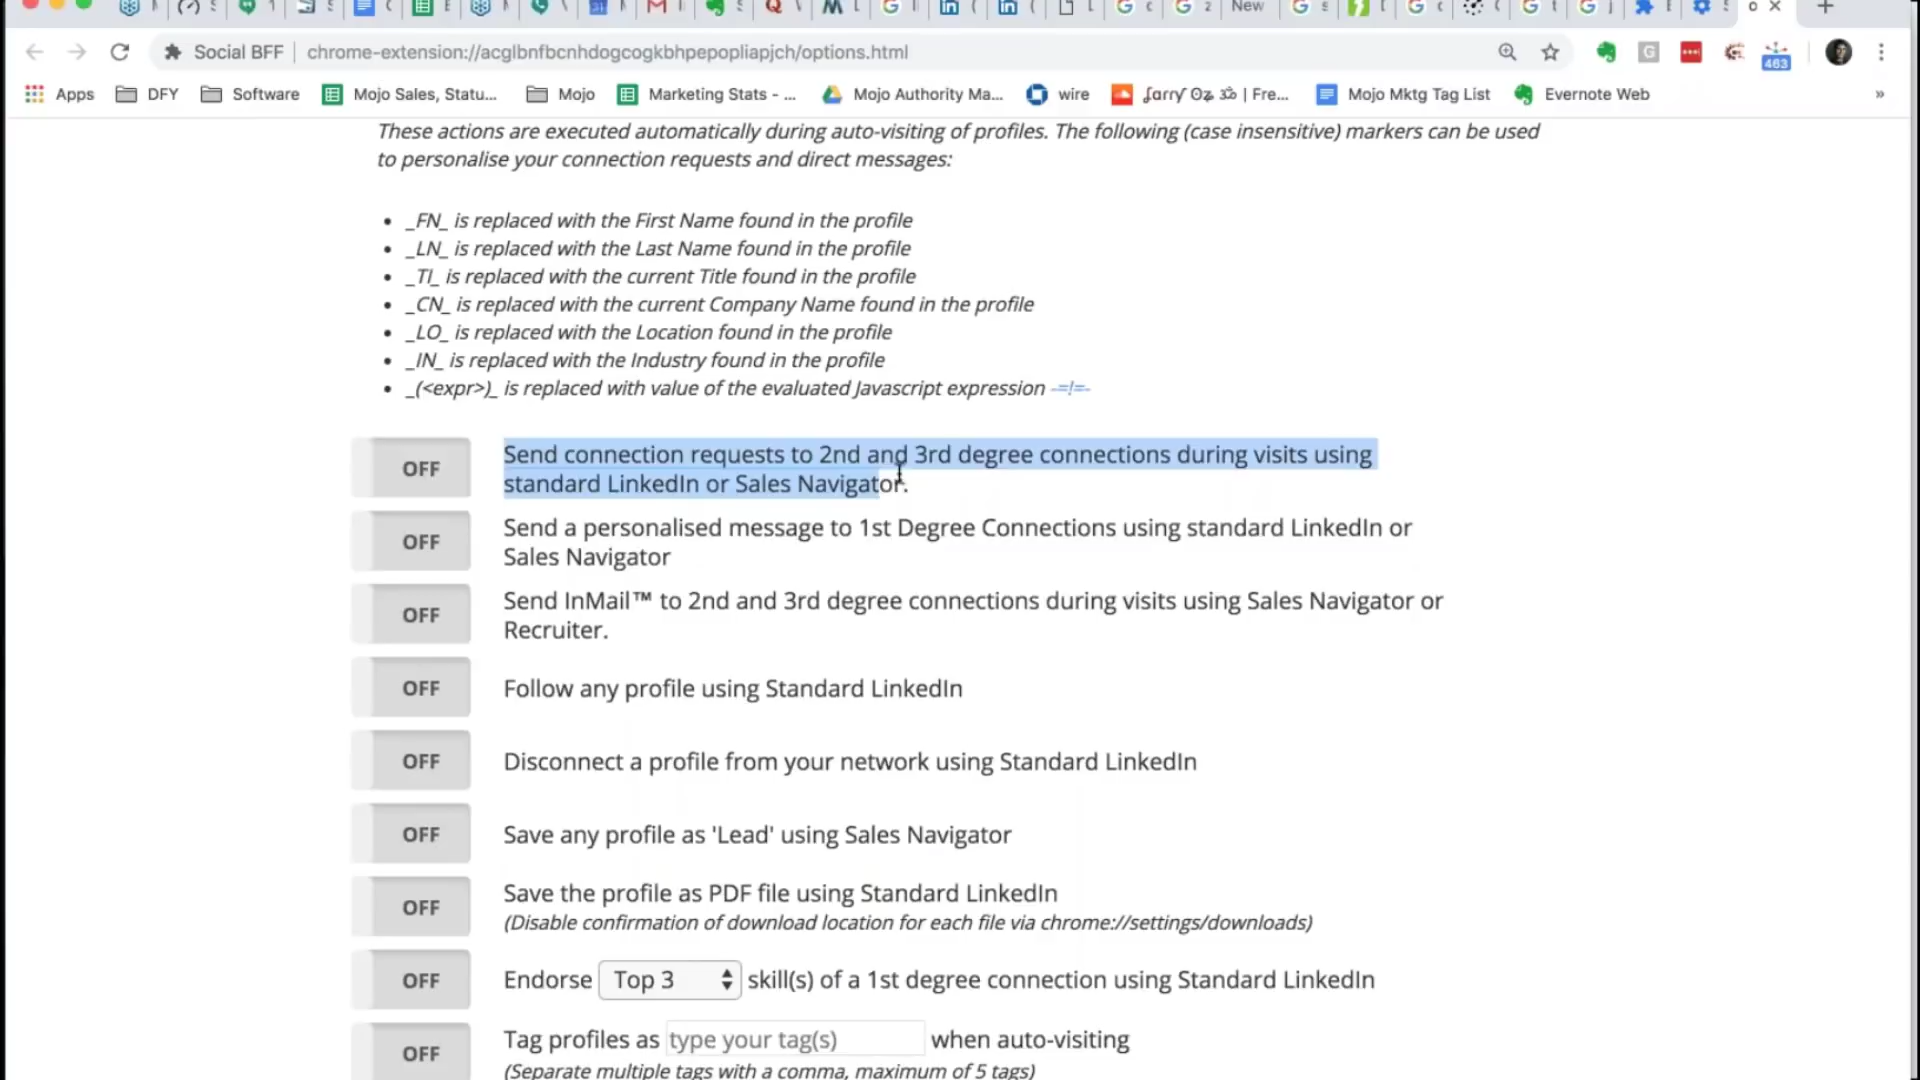 Social BFF | chrome-extension://acglbnfbcnhdogcogkbhpepopliapjch/options.html
463
Apps DFY Software Mojo Sales, Statu... Mojo Marketing Stats - ... Mojo Authority Ma... wire | Fre... Mojo Mktg Tag List Evernote Web »
These actions are executed automatically during auto-visiting of profiles. The following (case insensitive) markers can be used
to personalise your connection requests and direct messages:
• _FN_ is replaced with the First Name found in the profile
• _LN_ is replaced with the Last Name found in the profile
• _TI_ is replaced with the current Title found in the profile
• _CN_ is replaced with the current Company Name found in the profile
• _LO_ is replaced with the Location found in the profile
• _IN_ is replaced with the Industry found in the profile
• _(<expr>)_ is replaced with value of the evaluated Javascript expression -=!=-
OFF Send connection requests to 2nd and 3rd degree connections during visits using
standard LinkedIn or Sales Navigator.
OFF Send a personalised message to 1st Degree Connections using standard LinkedIn or
Sales Navigator
OFF Send InMail™ to 2nd and 3rd degree connections during visits using Sales Navigator or
Recruiter.
OFF Follow any profile using Standard LinkedIn
OFF Disconnect a profile from your network using Standard LinkedIn
OFF Save any profile as 'Lead' using Sales Navigator
OFF Save the profile as PDF file using Standard LinkedIn
(Disable confirmation of download location for each file via chrome://settings/downloads)
OFF Endorse Top 3 skill(s) of a 1st degree connection using Standard LinkedIn
OFF Tag profiles as type your tag(s) when auto-visiting
(Separate multiple tags with a comma, maximum of 5 tags)